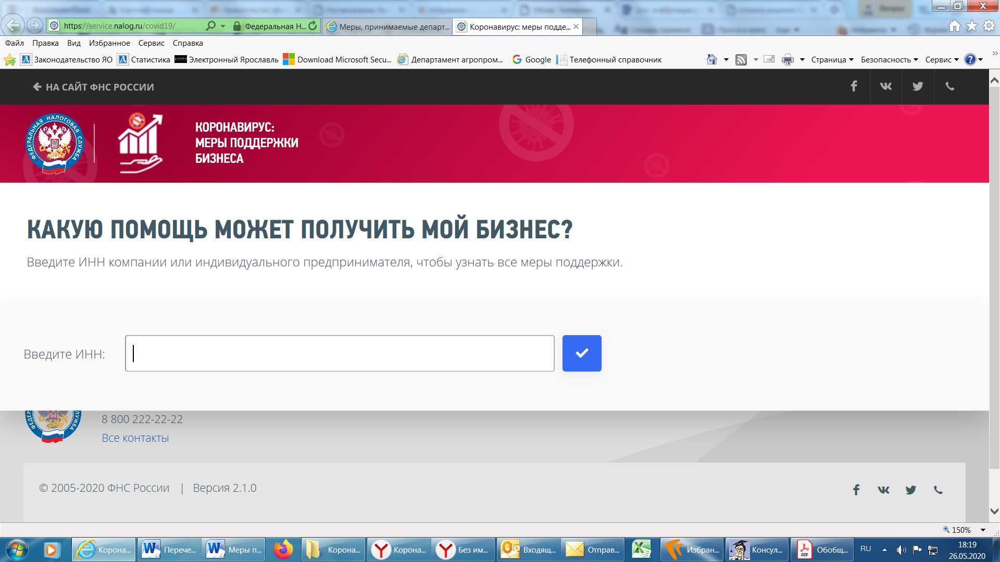 https://service.nalog.ru/covid19/
Федеральная Н...
Меры, принимаемые департ...
Коронавирус: меры подде...
Файл Правка Вид Избранное Сервис Справка
Законодательство ЯО Статистика Электронный Ярославль Download Microsoft Secu... Департамент агропром... Google Телефонный справочник Страница Безопасность Сервис
НА САЙТ ФНС РОССИИ
ФЕДЕРАЛЬНАЯ НАЛОГОВАЯ СЛУЖБА
КОРОНАВИРУС:
МЕРЫ ПОДДЕРЖКИ
БИЗНЕСА
КАКУЮ ПОМОЩЬ МОЖЕТ ПОЛУЧИТЬ МОЙ БИЗНЕС?
Введите ИНН компании или индивидуального предпринимателя, чтобы узнать все меры поддержки.
Введите ИНН:
8 800 222-22-22
Все контакты
© 2005-2020 ФНС России | Версия 2.1.0
150%
Корона... Перече... Меры п... Корона... Корона... Без им... Входящ... Отправ... Избран... Консул... Обобщ... RU
18:19
26.05.2020